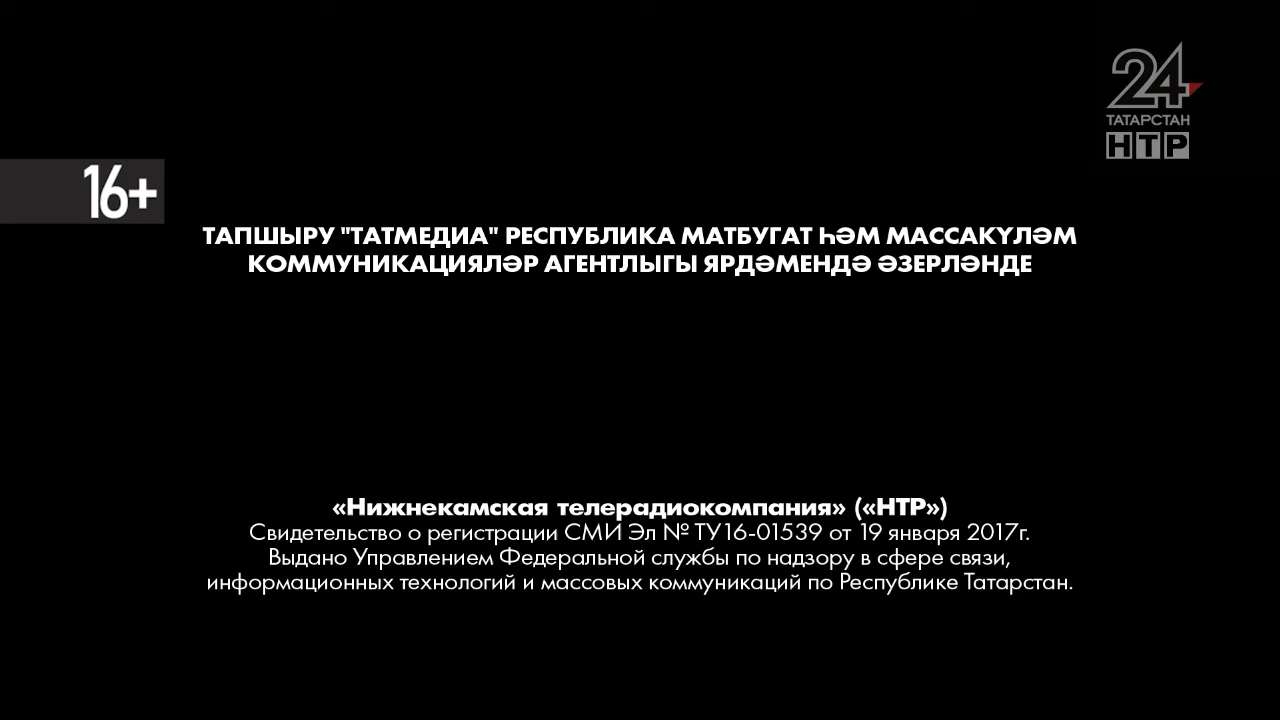 24
ТАТАРСТАН
НТР
16+
ТАПШЫРУ "ТАТМЕДИА" РЕСПУБЛИКА МАТБУГАТ ҺӘМ МАССАКҮЛӘМ
КОММУНИКАЦИЯЛӘР АГЕНТЛЫГЫ ЯРДӘМЕНДӘ ӘЗЕРЛӘНДЕ
«Нижнекамская телерадиокомпания» («НТР»)
Свидетельство о регистрации СМИ Эл № ТУ16-01539 от 19 января 2017г.
Выдано Управлением Федеральной службы по надзору в сфере связи,
информационных технологий и массовых коммуникаций по Республике Татарстан.